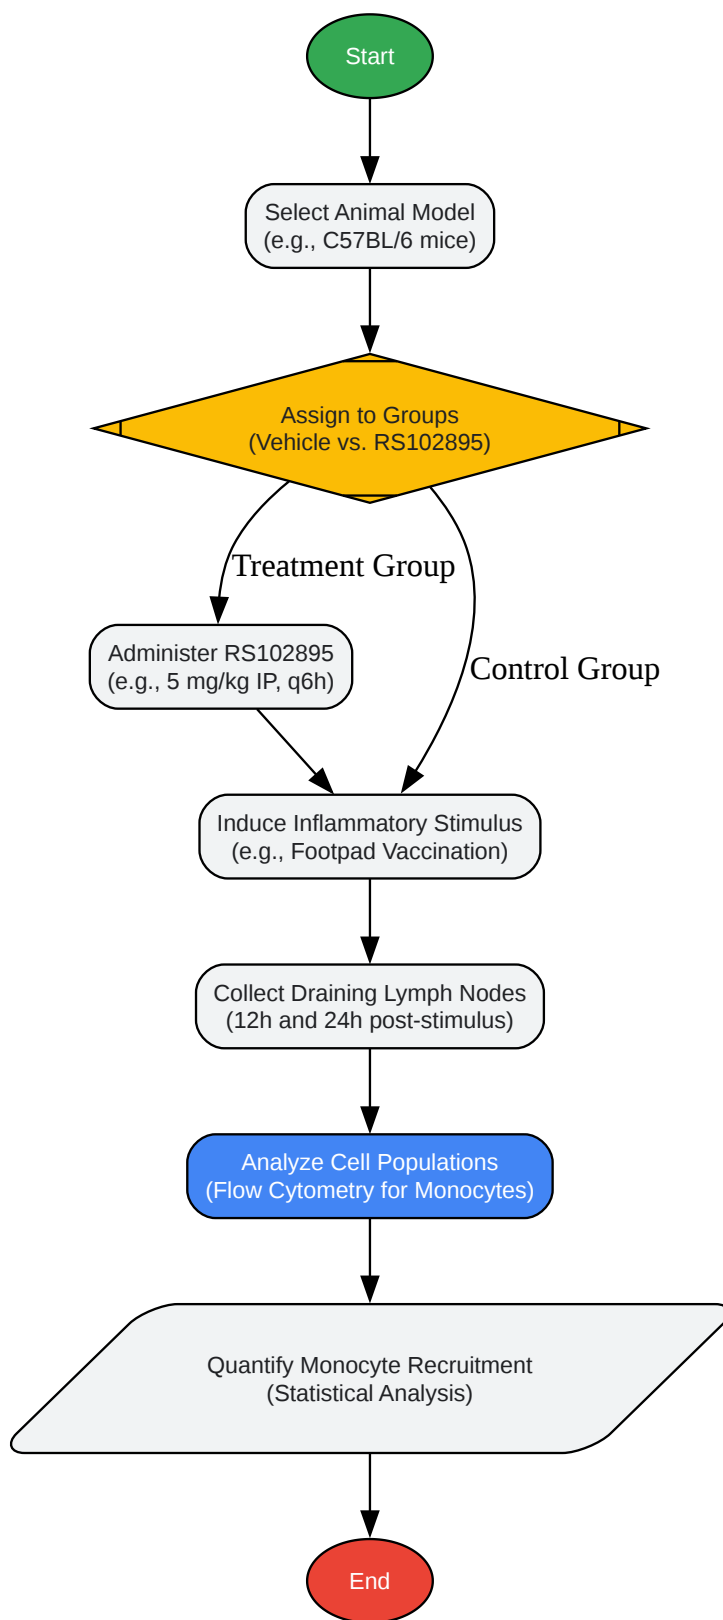 Start
Select Animal Model
(e.g., C57BL/6 mice)
Assign to Groups
(Vehicle vs. RS102895)
Treatment Group
Administer RS102895
(e.g., 5 mg/kg IP, q6h)
Control Group
Induce Inflammatory Stimulus
(e.g., Footpad Vaccination)
Collect Draining Lymph Nodes
(12h and 24h post-stimulus)
Analyze Cell Populations
(Flow Cytometry for Monocytes)
Quantify Monocyte Recruitment
(Statistical Analysis)
End